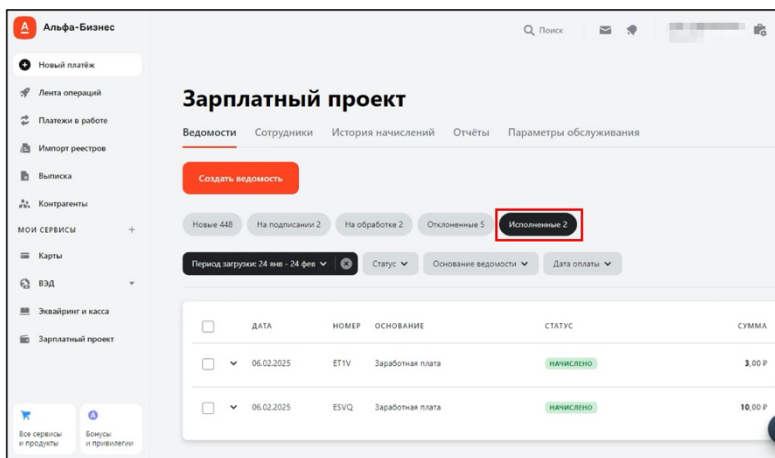 Альфа-Бизнес
Поиск
Новый платёж
Лента операций
Платежи в работе
Импорт реестров
Выписка
Контрагенты
МОИ СЕРВИСЫ
Карты
ВЭД
Эквайринг и касса
Зарплатный проект
Все сервисы
и продукты
Бонусы
и привилегии
Зарплатный проект
Ведомости Сотрудники История начислений Отчёты Параметры обслуживания
Создать ведомость
Новые 448 На подписании 2 На обработке 2 Отклоненные 5 Исполненные 2
Период загрузки: 24 янв - 24 фев Статус Основание ведомости Дата оплаты
ДАТА НОМЕР ОСНОВАНИЕ СТАТУС СУММА
06.02.2025 ET1V Заработная плата НАЧИСЛЕНО 3,00 ₽
06.02.2025 ESVQ Заработная плата НАЧИСЛЕНО 10,00 ₽